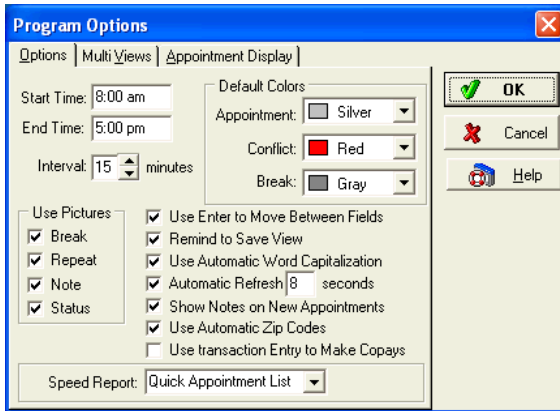 Program Options
Options Multi Views Appointment Display
Start Time: 8:00 am
End Time: 5:00 pm
Interval: 15 minutes
Default Colors
Appointment: Silver
Conflict: Red
Break: Gray
OK
Cancel
Help
Use Pictures
Break
Repeat
Note
Status
Use Enter to Move Between Fields
Remind to Save View
Use Automatic Word Capitalization
Automatic Refresh 8 seconds
Show Notes on New Appointments
Use Automatic Zip Codes
Use transaction Entry to Make Copays
Speed Report: Quick Appointment List